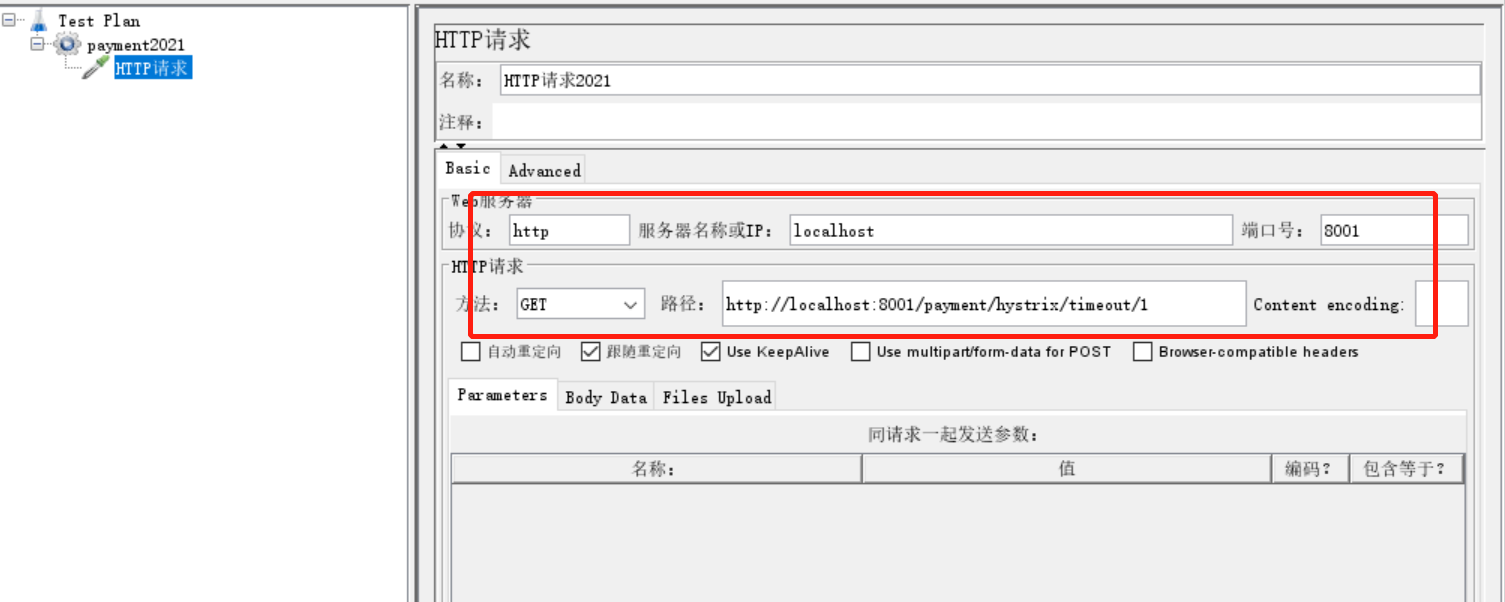 Test Plan
payment2021
HTTP请求
HTTP请求
名称： HTTP请求2021
注释：
Basic Advanced
Web服务器
协议： http 服务器名称或IP： localhost 端口号： 8001
HTTP请求
方法： GET 路径： http://localhost:8001/payment/hystrix/timeout/1 Content encoding:
自动重定向 跟随重定向 Use KeepAlive Use multipart/form-data for POST Browser-compatible headers
Parameters Body Data Files Upload
同请求一起发送参数：
名称： 值 编码？ 包含等于？